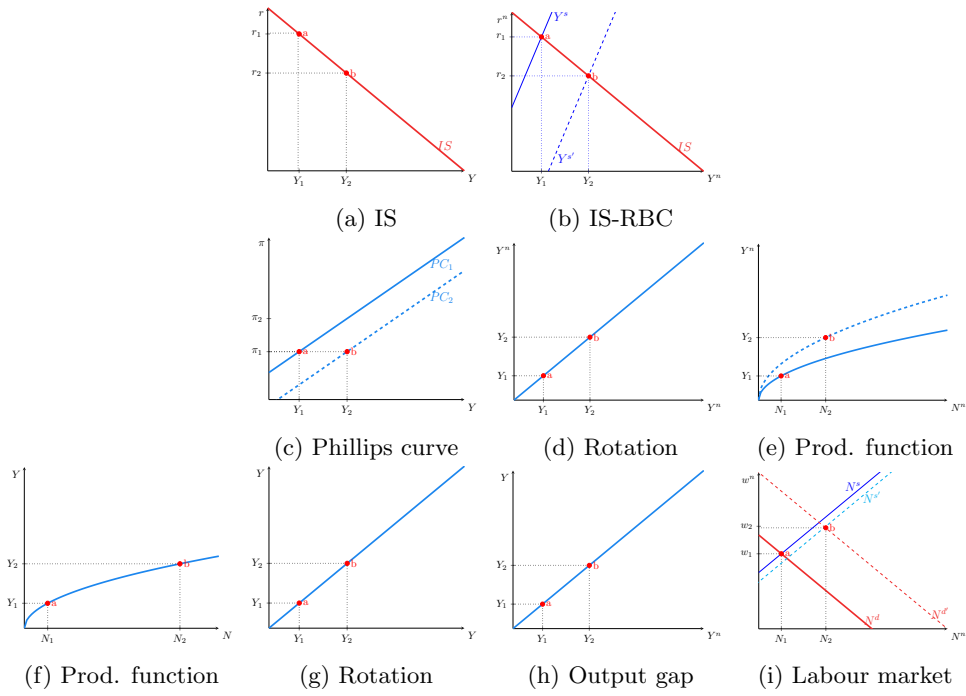 r
r₁
a
r₂
b
IS
Y₁
Y₂
Y
(a) IS
rⁿ
Yˢ
r₁
a
r₂
b
Yˢ′
IS
Y₁
Y₂
Yⁿ
(b) IS-RBC
π
PC₁
PC₂
π₂
π₁
a
b
Y₁
Y₂
Y
(c) Phillips curve
Yⁿ
Y₂
b
Y₁
a
Y₁
Y₂
Yⁿ
(d) Rotation
Yⁿ
Y₂
b
Y₁
a
N₁
N₂
Nⁿ
(e) Prod. function
Y
Y₂
b
Y₁
a
N₁
N₂
N
(f) Prod. function
Y
Y₂
b
Y₁
a
Y₁
Y₂
Y
(g) Rotation
Y
Y₂
b
Y₁
a
Y₁
Y₂
Yⁿ
(h) Output gap
wⁿ
Nˢ
Nˢ′
w₂
b
w₁
a
Nᵈ
Nᵈ′
N₁
N₂
Nⁿ
(i) Labour market